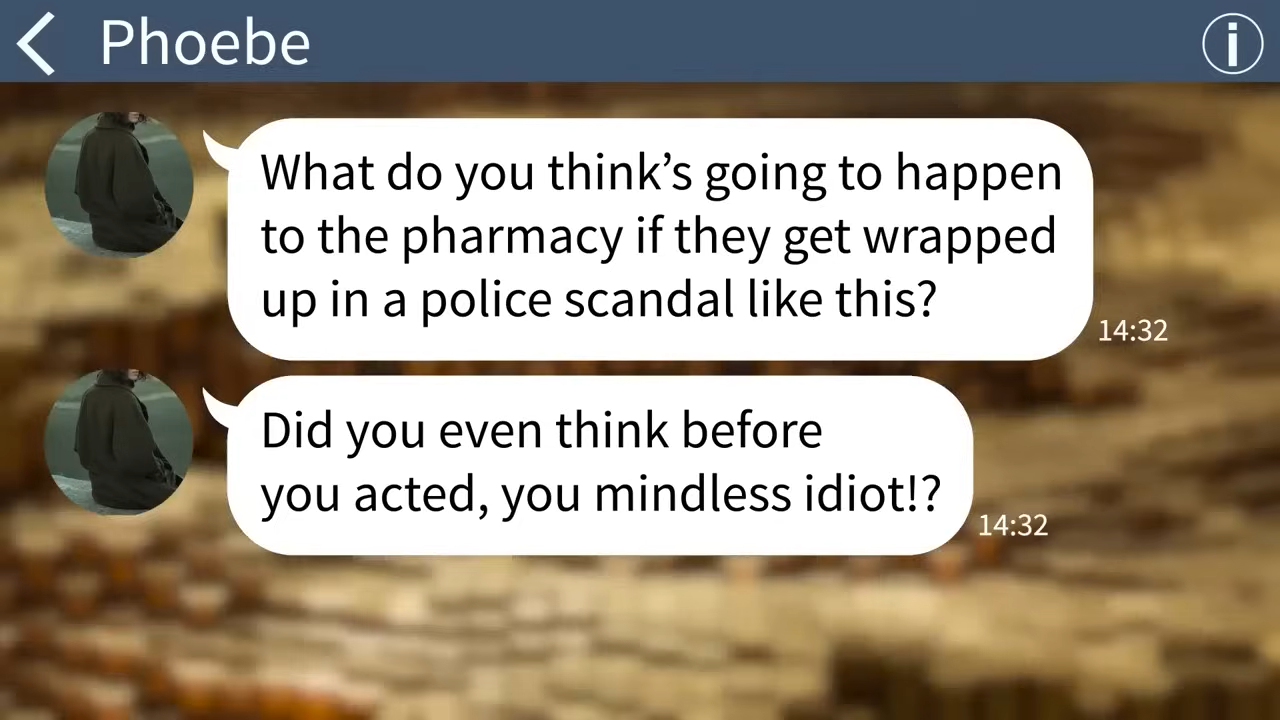 Phoebe
What do you think’s going to happen
to the pharmacy if they get wrapped
up in a police scandal like this?
14:32
Did you even think before
you acted, you mindless idiot!?
14:32